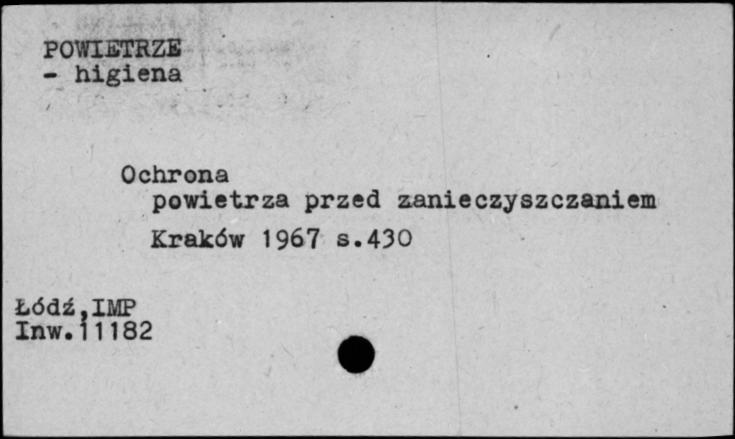 POWIETRZE
- higiena
Ochrona
powietrza przed zanieczyszczaniem
Kraków 1967 s.430
Łódź,IMP
Inw.11182